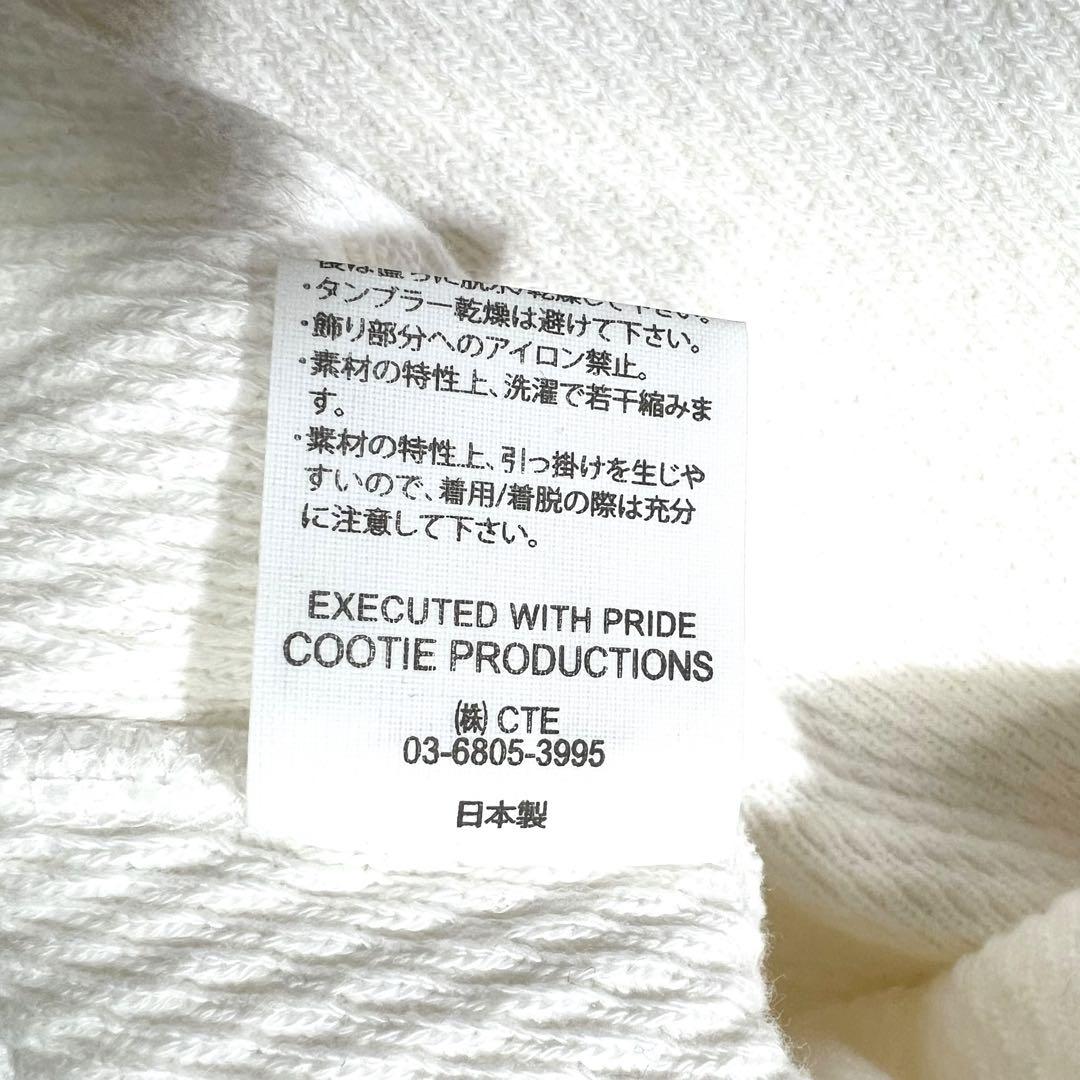 ・タンブラー乾燥は避けて下さい。
・飾り部分へのアイロン禁止。
・素材の特性上、洗濯で若干縮みま
す。
・素材の特性上、引っ掛けを生じや
すいので、着用/着脱の際は充分
に注意して下さい。
EXECUTED WITH PRIDE
COOTIE PRODUCTIONS
㈱ CTE
03-6805-3995
日本製